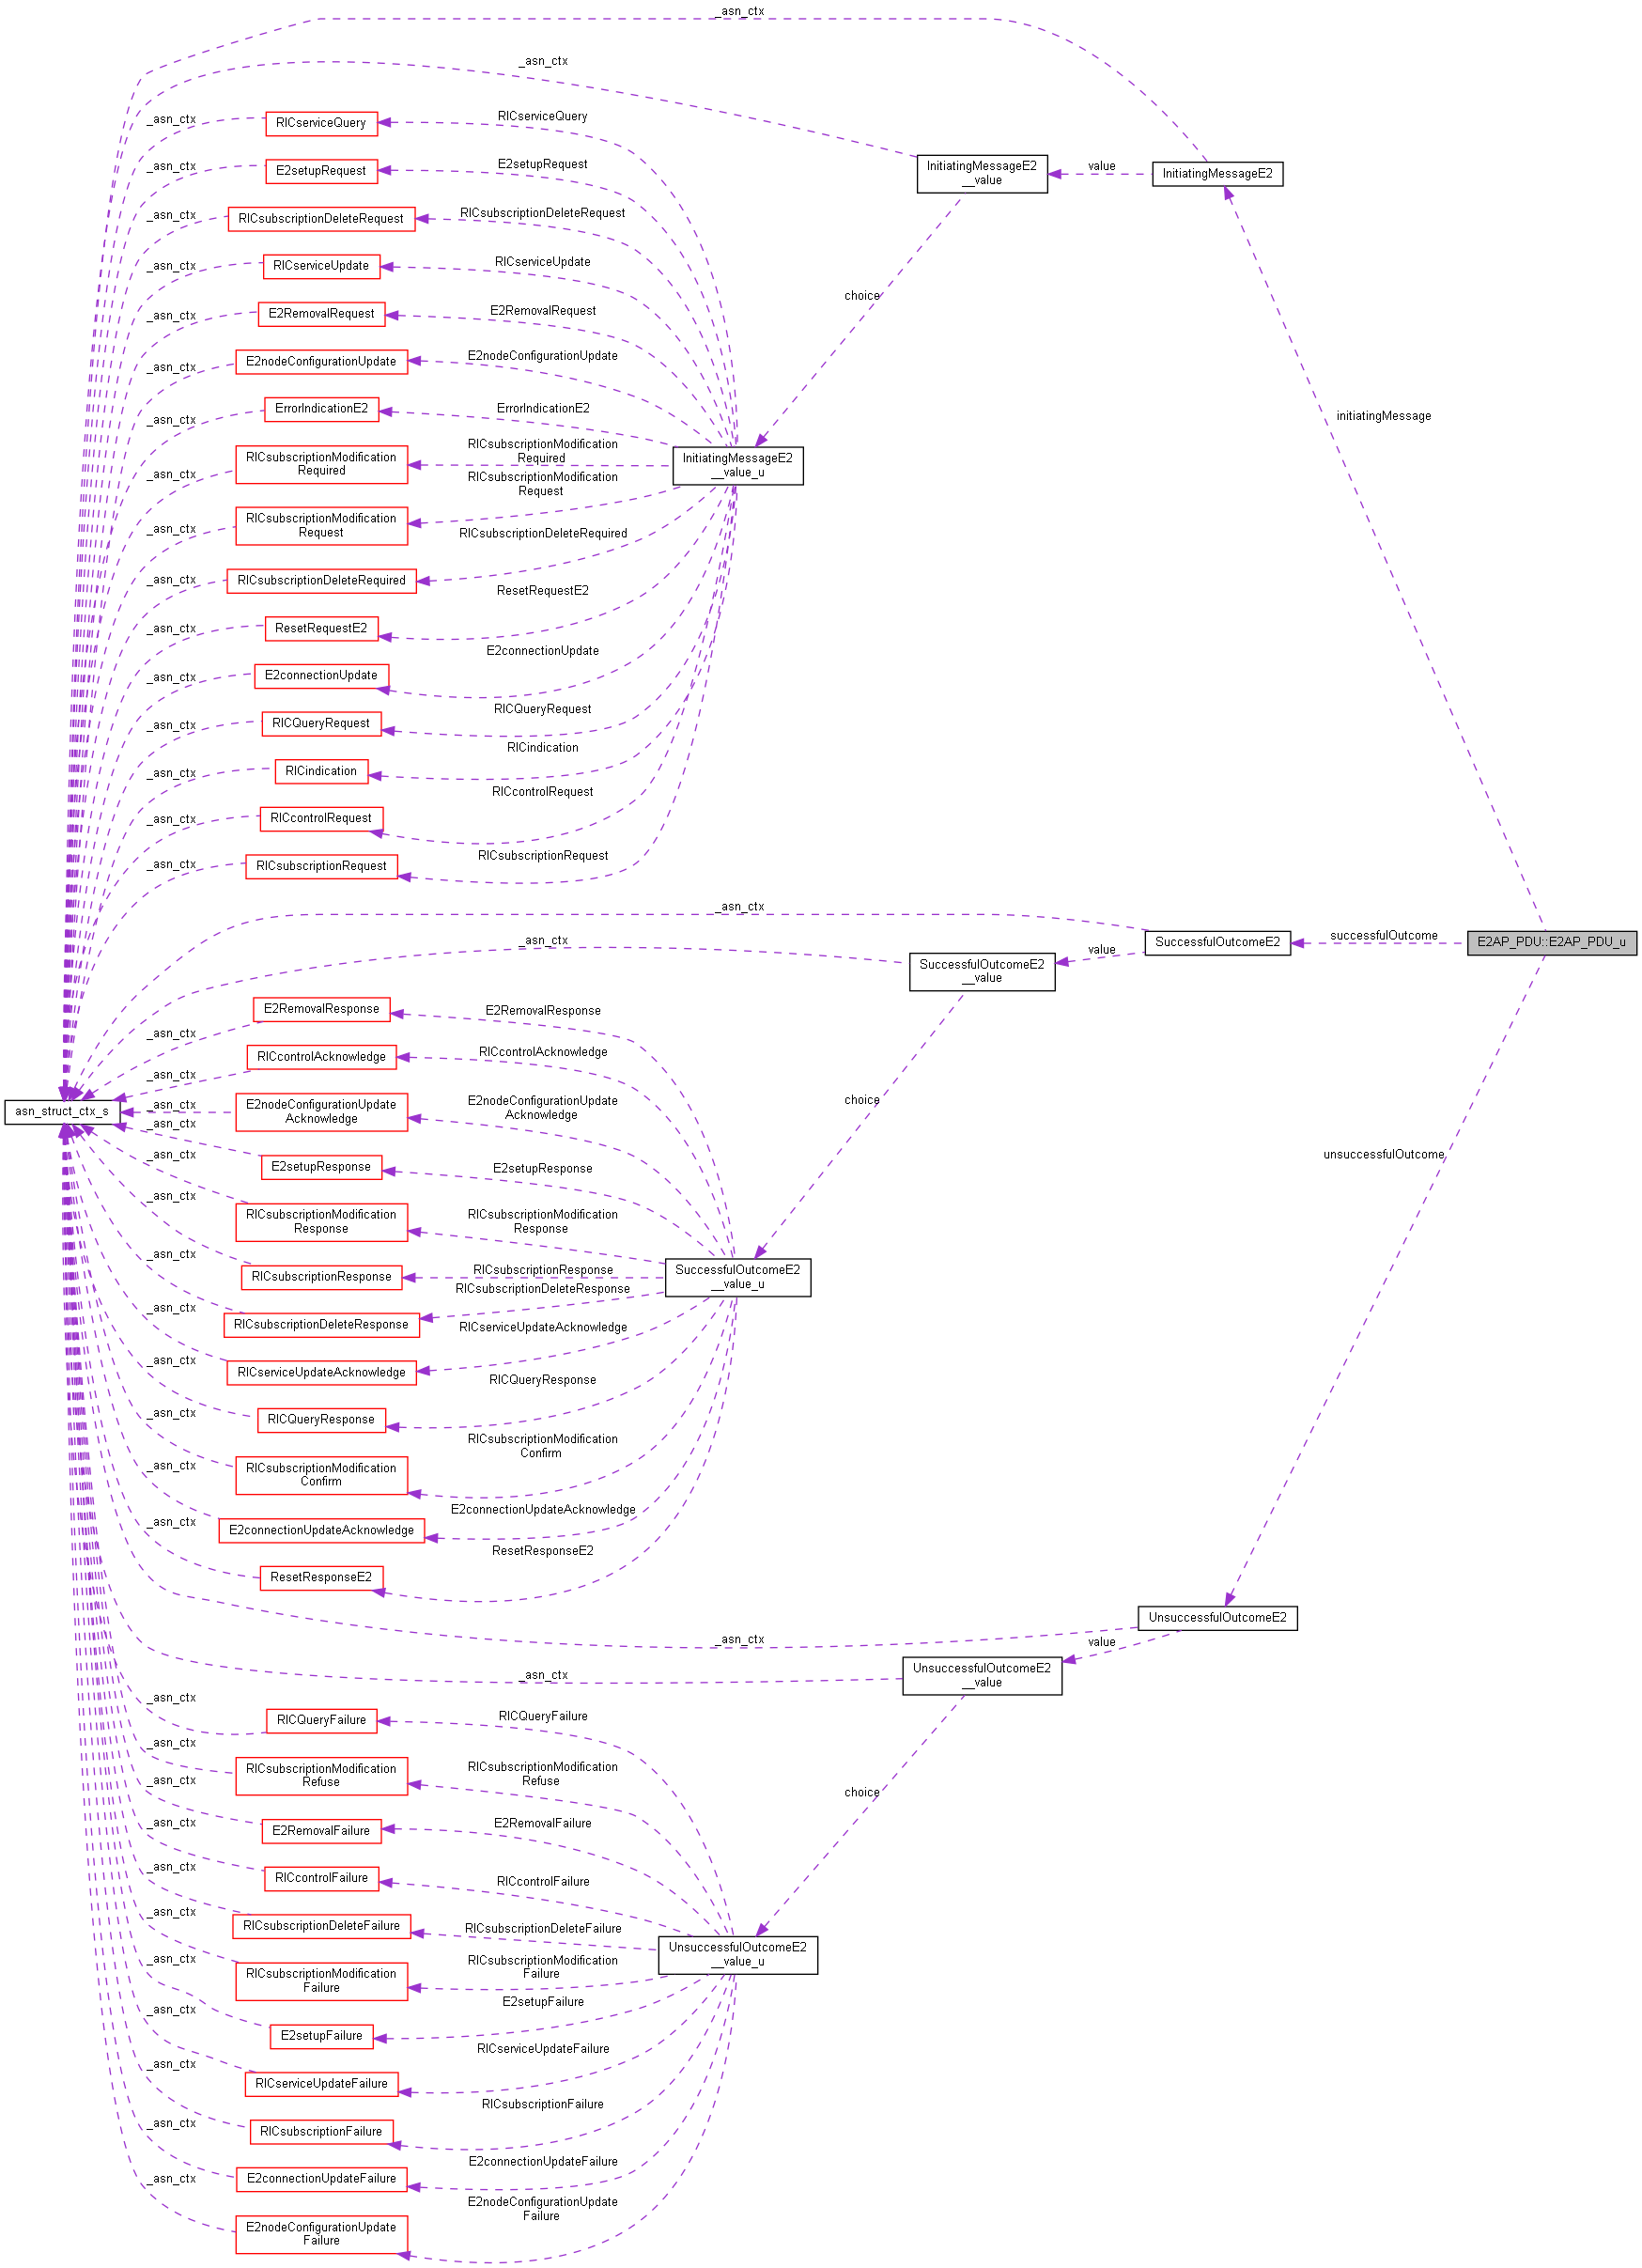 _asn_ctx
_asn_ctx
RICserviceQuery
_asn_ctx
RICserviceQuery
E2setupRequest
_asn_ctx
E2setupRequest
InitiatingMessageE2
__value
value
InitiatingMessageE2
RICsubscriptionDeleteRequest
_asn_ctx
RICsubscriptionDeleteRequest
RICserviceUpdate
_asn_ctx
RICserviceUpdate
choice
E2RemovalRequest
_asn_ctx
E2RemovalRequest
E2nodeConfigurationUpdate
_asn_ctx
E2nodeConfigurationUpdate
ErrorIndicationE2
_asn_ctx
ErrorIndicationE2
initiatingMessage
RICsubscriptionModification
Required
_asn_ctx
RICsubscriptionModification
Required
InitiatingMessageE2
__value_u
RICsubscriptionModification
Request
_asn_ctx
RICsubscriptionModification
Request
RICsubscriptionDeleteRequired
_asn_ctx
_asn_ctx
RICsubscriptionDeleteRequired
ResetRequestE2
_asn_ctx
ResetRequestE2
E2connectionUpdate
_asn_ctx
E2connectionUpdate
RICQueryRequest
_asn_ctx
RICQueryRequest
RICindication
_asn_ctx
RICindication
RICcontrolRequest
_asn_ctx
RICcontrolRequest
RICsubscriptionRequest
_asn_ctx
RICsubscriptionRequest
_asn_ctx
_asn_ctx
SuccessfulOutcomeE2
successfulOutcome
E2AP_PDU::E2AP_PDU_u
value
SuccessfulOutcomeE2
__value
E2RemovalResponse
_asn_ctx
E2RemovalResponse
RICcontrolAcknowledge
_asn_ctx
RICcontrolAcknowledge
choice
asn_struct_ctx_s
_asn_ctx
E2nodeConfigurationUpdate
Acknowledge
E2nodeConfigurationUpdate
Acknowledge
_asn_ctx
E2setupResponse
E2setupResponse
unsuccessfulOutcome
_asn_ctx
RICsubscriptionModification
Response
RICsubscriptionModification
Response
_asn_ctx
RICsubscriptionResponse
RICsubscriptionResponse
SuccessfulOutcomeE2
__value_u
_asn_ctx
RICsubscriptionDeleteResponse
RICsubscriptionDeleteResponse
_asn_ctx
RICserviceUpdateAcknowledge
RICserviceUpdateAcknowledge
_asn_ctx
RICQueryResponse
RICQueryResponse
_asn_ctx
RICsubscriptionModification
Confirm
RICsubscriptionModification
Confirm
_asn_ctx
E2connectionUpdateAcknowledge
E2connectionUpdateAcknowledge
_asn_ctx
ResetResponseE2
ResetResponseE2
UnsuccessfulOutcomeE2
_asn_ctx
value
_asn_ctx
UnsuccessfulOutcomeE2
__value
_asn_ctx
RICQueryFailure
RICQueryFailure
_asn_ctx
RICsubscriptionModification
Refuse
RICsubscriptionModification
Refuse
choice
_asn_ctx
E2RemovalFailure
E2RemovalFailure
_asn_ctx
RICcontrolFailure
RICcontrolFailure
_asn_ctx
RICsubscriptionDeleteFailure
RICsubscriptionDeleteFailure
UnsuccessfulOutcomeE2
__value_u
_asn_ctx
RICsubscriptionModification
Failure
RICsubscriptionModification
Failure
_asn_ctx
E2setupFailure
E2setupFailure
_asn_ctx
RICserviceUpdateFailure
RICserviceUpdateFailure
_asn_ctx
RICsubscriptionFailure
RICsubscriptionFailure
_asn_ctx
E2connectionUpdateFailure
E2connectionUpdateFailure
_asn_ctx
E2nodeConfigurationUpdate
Failure
E2nodeConfigurationUpdate
Failure